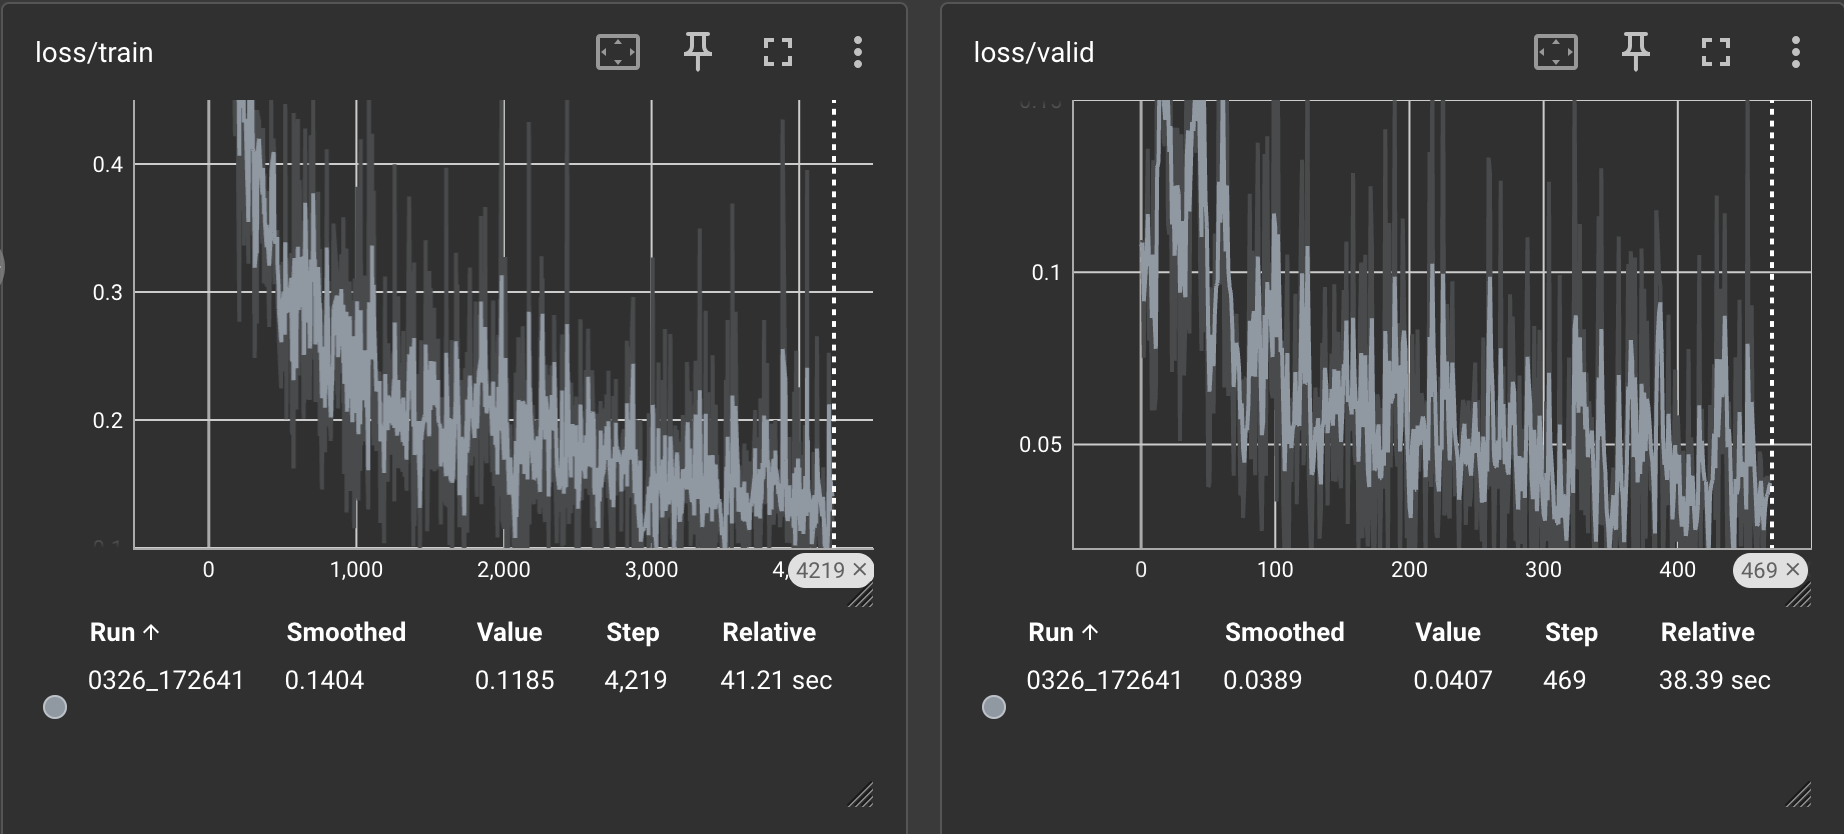 loss/train
0.4
0.3
0.2
0 1,000 2,000 3,000 4, 4219 ×
Run ↑ Smoothed Value Step Relative
0326_172641 0.1404 0.1185 4,219 41.21 sec
loss/valid
0.15
0.1
0.05
0 100 200 300 400 469 ×
Run ↑ Smoothed Value Step Relative
0326_172641 0.0389 0.0407 469 38.39 sec